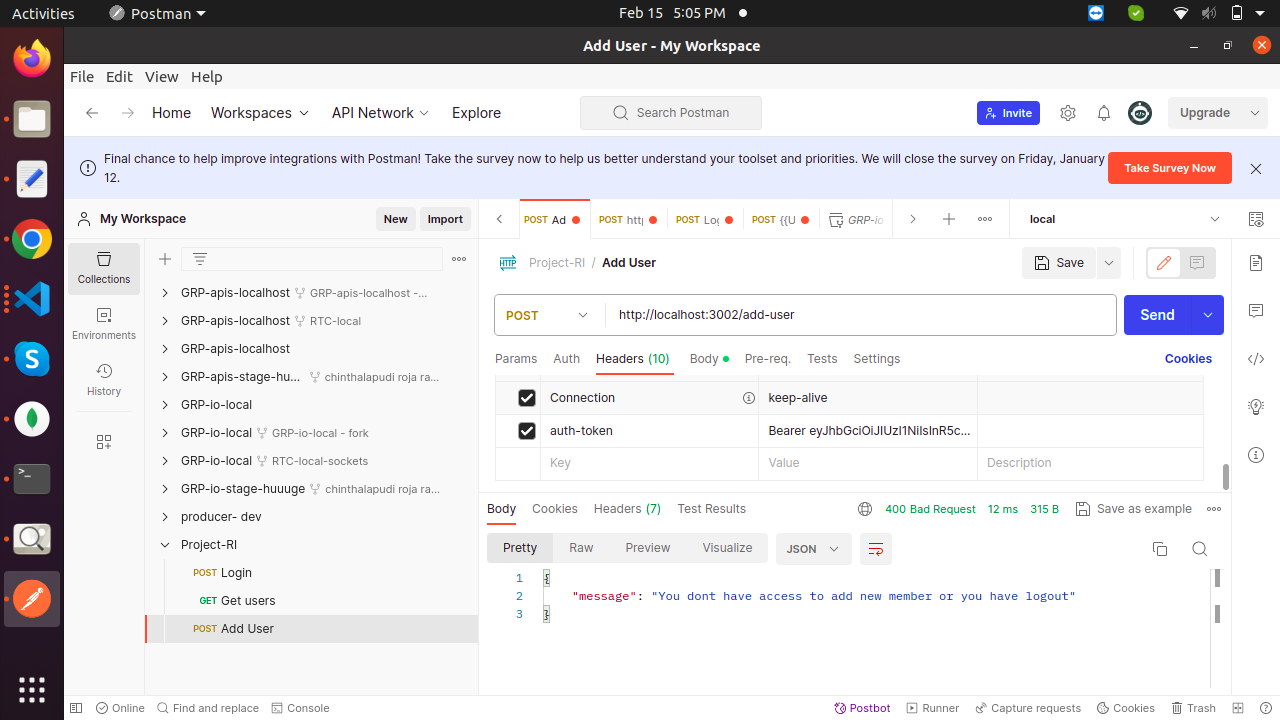 Activities
Postman
Feb 15 5:05 PM
Add User - My Workspace
File Edit View Help
Home
Workspaces
API Network
Explore
Search Postman
Invite
Upgrade
Final chance to help improve integrations with Postman! Take the survey now to help us better understand your toolset and priorities. We will close the survey on Friday, January
12.
Take Survey Now
My Workspace
New
Import
POST Ad
POST http
POST Log
POST {{U
GRP-io
local
Collections
Environments
History
GRP-apis-localhost GRP-apis-localhost -...
GRP-apis-localhost RTC-local
GRP-apis-localhost
GRP-apis-stage-hu... chinthalapudi roja ra...
GRP-io-local
GRP-io-local GRP-io-local - fork
GRP-io-local RTC-local-sockets
GRP-io-stage-huuuge chinthalapudi roja ra...
producer- dev
Project-RI
POST Login
GET Get users
POST Add User
HTTP Project-RI / Add User
Save
POST http://localhost:3002/add-user
Send
Params Auth Headers (10) Body Pre-req. Tests Settings
Cookies
Connection keep-alive
auth-token Bearer eyJhbGciOiJIUzI1NiIsInR5c...
Key Value Description
Body Cookies Headers (7) Test Results
400 Bad Request 12 ms 315 B Save as example
Pretty Raw Preview Visualize JSON
1 {
2 "message": "You dont have access to add new member or you have logout"
3 }
Online Find and replace Console
Postbot Runner Capture requests Cookies Trash